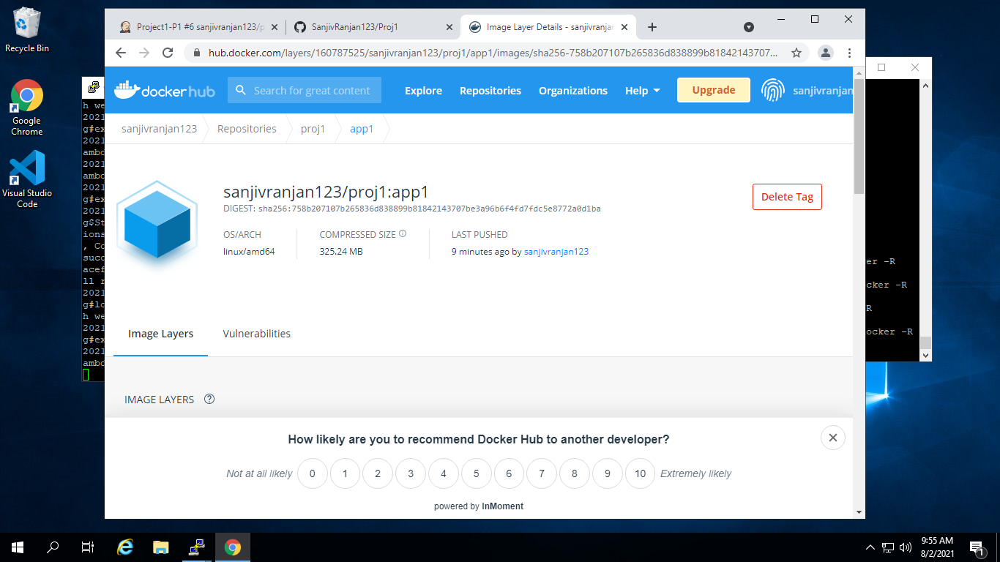 Recycle Bin
Google
Chrome
Visual Studio
Code
Project1-P1 #6 sanjivranjan123/p
SanjivRanjan123/Proj1
Image Layer Details - sanjivranjan
hub.docker.com/layers/160787525/sanjivranjan123/proj1/app1/images/sha256-758b207107b265836d838899b81842143707...
dockerhub
Search for great content
Explore
Repositories
Organizations
Help
Upgrade
sanjivranjan
sanjivranjan123
Repositories
proj1
app1
sanjivranjan123/proj1:app1
DIGEST: sha256:758b207107b265836d838899b81842143707be3a96b6f4fd7fdc5e8772a0d1ba
Delete Tag
OS/ARCH
linux/amd64
COMPRESSED SIZE
325.24 MB
LAST PUSHED
9 minutes ago by sanjivranjan123
Image Layers
Vulnerabilities
IMAGE LAYERS
How likely are you to recommend Docker Hub to another developer?
Not at all likely 0 1 2 3 4 5 6 7 8 9 10 Extremely likely
powered by InMoment
h we
2021
g#ex
2021
ambo
2021
ambo
2021
g#ex
2021
g$St
ions
, Co
succ
acef
ll r
2021
g#lo
h we
2021
g#ex
2021
ambo
er -R
cker -R
R
ocker -R
9:55 AM
8/2/2021
1